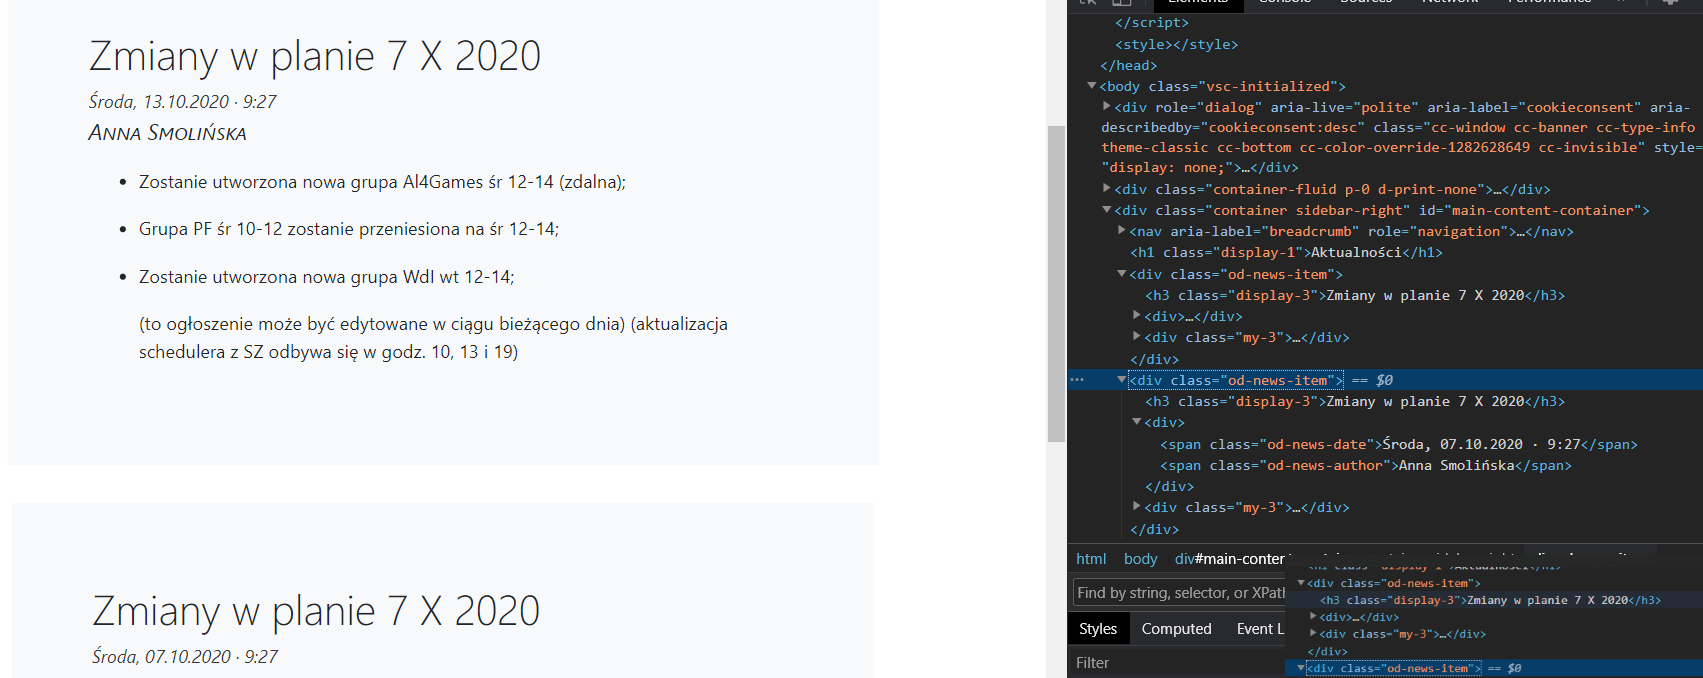 Zmiany w planie 7 X 2020
Środa, 13.10.2020 · 9:27
Anna Smolińska
• Zostanie utworzona nowa grupa AI4Games śr 12-14 (zdalna);
• Grupa PF śr 10-12 zostanie przeniesiona na śr 12-14;
• Zostanie utworzona nowa grupa WdI wt 12-14;
(to ogłoszenie może być edytowane w ciągu bieżącego dnia) (aktualizacja
schedulera z SZ odbywa się w godz. 10, 13 i 19)
Zmiany w planie 7 X 2020
Środa, 07.10.2020 · 9:27
Elements Console Sources Network Performance
</script>
<style></style>
</head>
<body class="vsc-initialized">
<div role="dialog" aria-live="polite" aria-label="cookieconsent" aria-
describedby="cookieconsent:desc" class="cc-window cc-banner cc-type-info
theme-classic cc-bottom cc-color-override-1282628649 cc-invisible" style=
"display: none;">…</div>
<div class="container-fluid p-0 d-print-none">…</div>
<div class="container sidebar-right" id="main-content-container">
<nav aria-label="breadcrumb" role="navigation">…</nav>
<h1 class="display-1">Aktualności</h1>
<div class="od-news-item">
<h3 class="display-3">Zmiany w planie 7 X 2020</h3>
<div>…</div>
<div class="my-3">…</div>
</div>
<div class="od-news-item"> == $0
<h3 class="display-3">Zmiany w planie 7 X 2020</h3>
<div>
<span class="od-news-date">Środa, 07.10.2020 · 9:27</span>
<span class="od-news-author">Anna Smolińska</span>
</div>
<div class="my-3">…</div>
</div>
html body div#main-conter
Find by string, selector, or XPath
Styles Computed Event L
Filter
<div class="od-news-item">
<h3 class="display-3">Zmiany w planie 7 X 2020</h3>
<div>…</div>
<div class="my-3">…</div>
</div>
<div class="od-news-item"> == $0